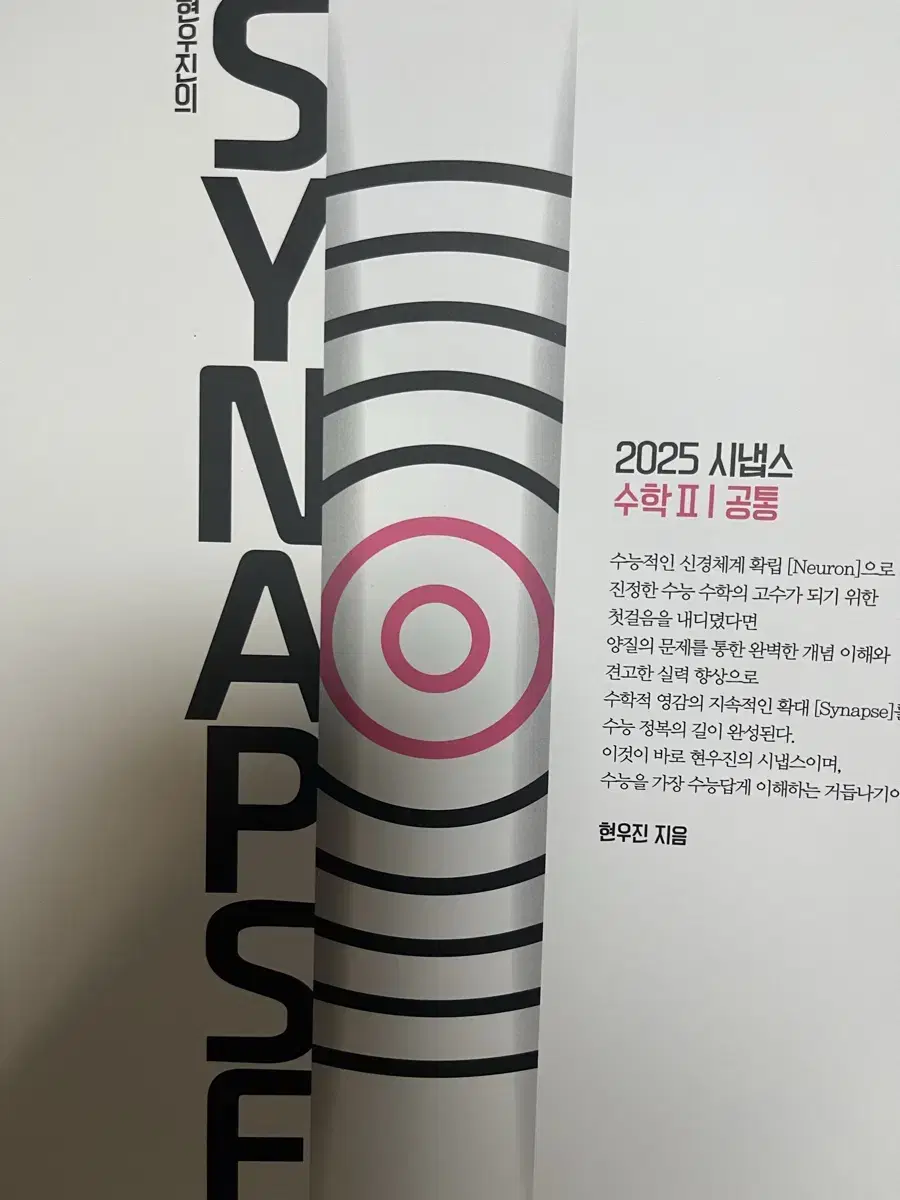 현우진의
SYNAPSE
2025 시냅스
수학 II | 공통
수능적인 신경체계 확립 [Neuron]으로
진정한 수능 수학의 고수가 되기 위한
첫걸음을 내디뎠다면
양질의 문제를 통한 완벽한 개념 이해와
견고한 실력 향상으로
수학적 영감의 지속적인 확대 [Synapse]를
수능 정복의 길이 완성된다.
이것이 바로 현우진의 시냅스이며,
수능을 가장 수능답게 이해하는 거듭나기이
현우진 지음